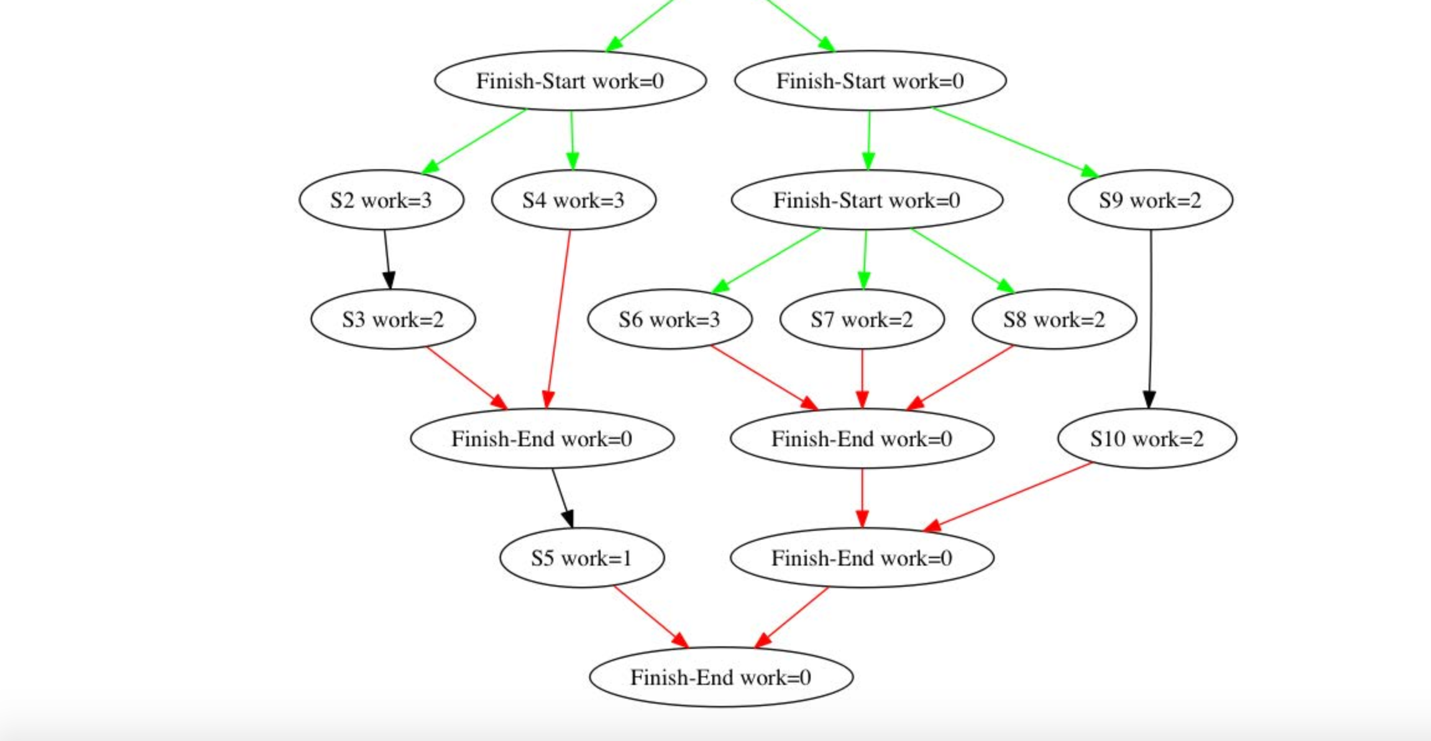 Finish-Start work=0
Finish-Start work=0
S2 work=3
S4 work=3
Finish-Start work=0
S9 work=2
S3 work=2
S6 work=3
S7 work=2
S8 work=2
Finish-End work=0
Finish-End work=0
S10 work=2
S5 work=1
Finish-End work=0
Finish-End work=0